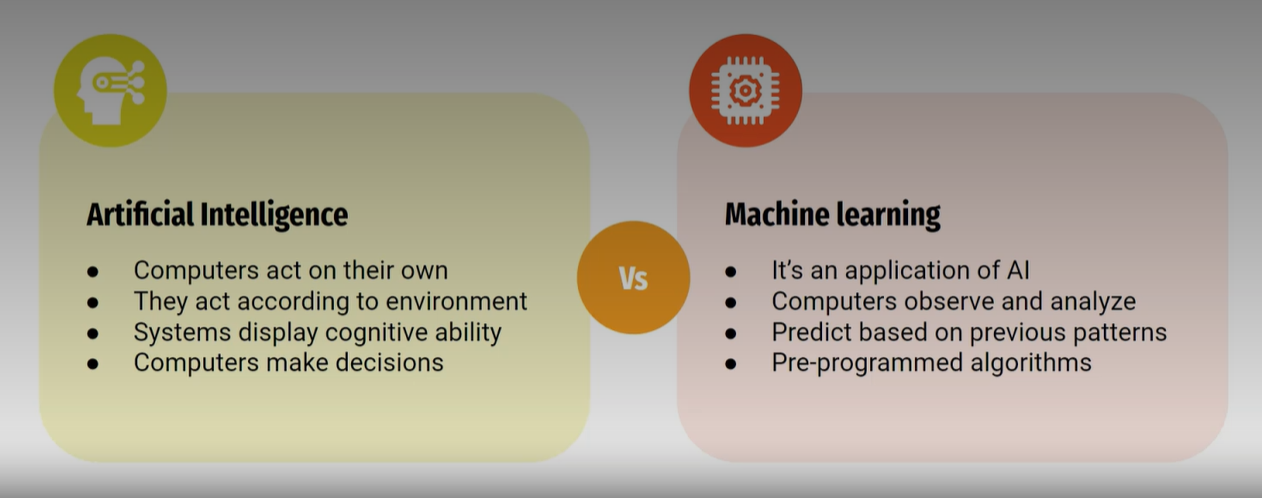 Artificial Intelligence
● Computers act on their own
● They act according to environment
● Systems display cognitive ability
● Computers make decisions
Vs
Machine learning
● It’s an application of AI
● Computers observe and analyze
● Predict based on previous patterns
● Pre-programmed algorithms